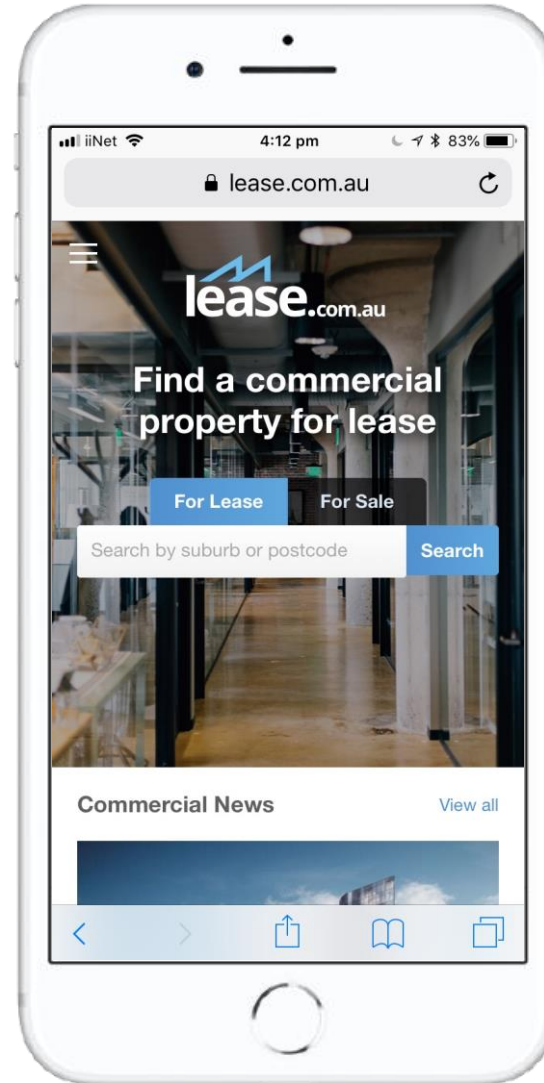 iiNet 4:12 pm 83%
lease.com.au
lease.com.au
Find a commercial
property for lease
For Lease For Sale
Search by suburb or postcode Search
Commercial News View all